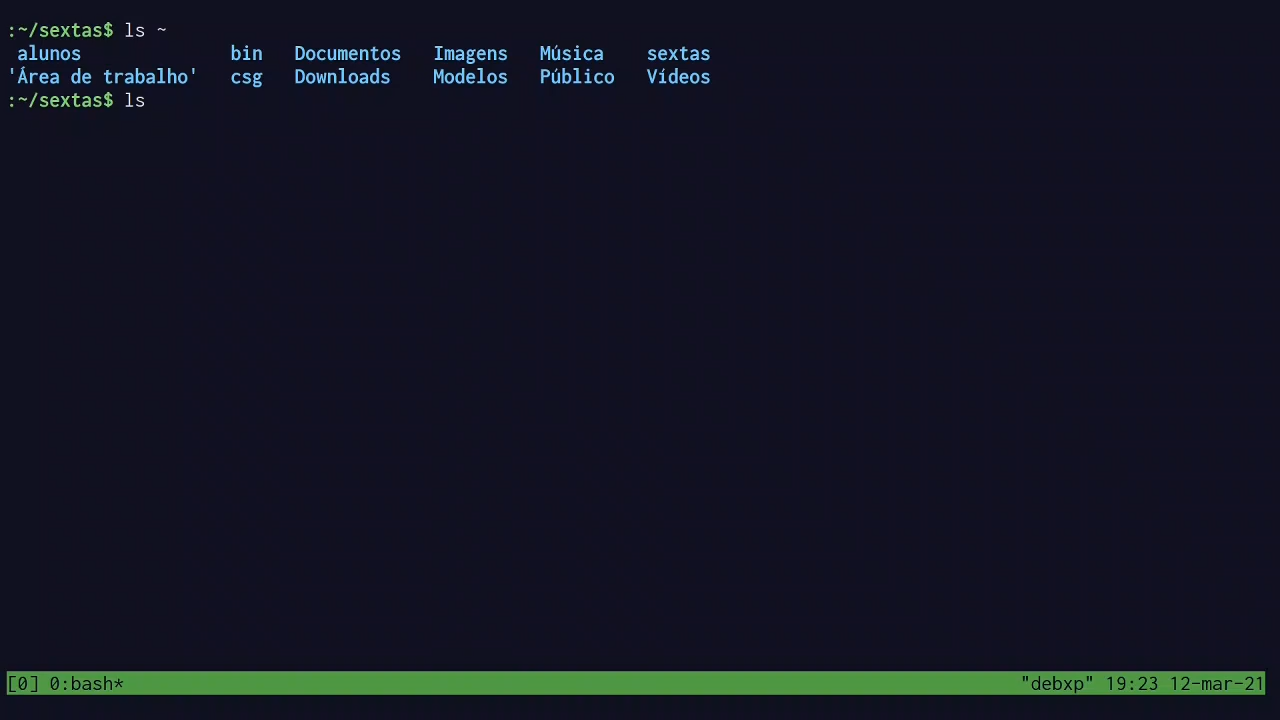 :~/sextas$ ls ~
 alunos              bin   Documentos   Imagens   Música    sextas
'Área de trabalho'   csg   Downloads    Modelos   Público   Vídeos
:~/sextas$ ls
[0] 0:bash* "debxp" 19:23 12-mar-21